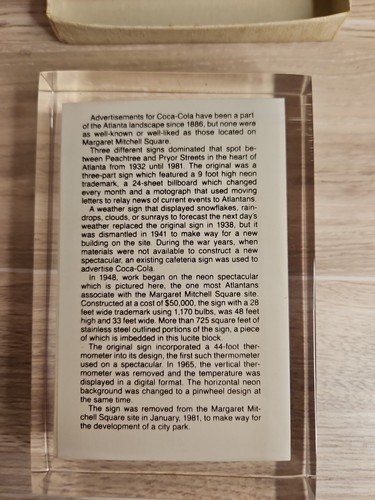 Advertisements for Coca-Cola have been a part
of the Atlanta landscape since 1886, but none were
as well-known or well-liked as those located on
Margaret Mitchell Square.
Three different signs dominated that spot be-
tween Peachtree and Pryor Streets in the heart of
Atlanta from 1932 until 1981. The original was a
three-part sign which featured a 9 foot high neon
trademark, a 24-sheet billboard which changed
every month and a motograph that used moving
letters to relay news of current events to Atlantans.
A weather sign that displayed snowflakes, rain-
drops, clouds, or sunrays to forecast the next day's
weather replaced the original sign in 1938, but it
was dismantled in 1941 to make way for a new
building on the site. During the war years, when
materials were not available to construct a new
spectacular, an existing cafeteria sign was used to
advertise Coca-Cola.
In 1948, work began on the neon spectacular
which is pictured here, the one most Atlantans
associate with the Margaret Mitchell Square site.
Constructed at a cost of $50,000, the sign with a 28
feet wide trademark using 1,170 bulbs, was 48 feet
high and 33 feet wide. More than 725 square feet of
stainless steel outlined portions of the sign, a piece
of which is imbedded in this lucite block.
The original sign incorporated a 44-foot ther-
mometer into its design, the first such thermometer
used on a spectacular. In 1965, the vertical ther-
mometer was removed and the temperature was
displayed in a digital format. The horizontal neon
background was changed to a pinwheel design at
the same time.
The sign was removed from the Margaret Mit-
chell Square site in January, 1981, to make way for
the development of a city park.